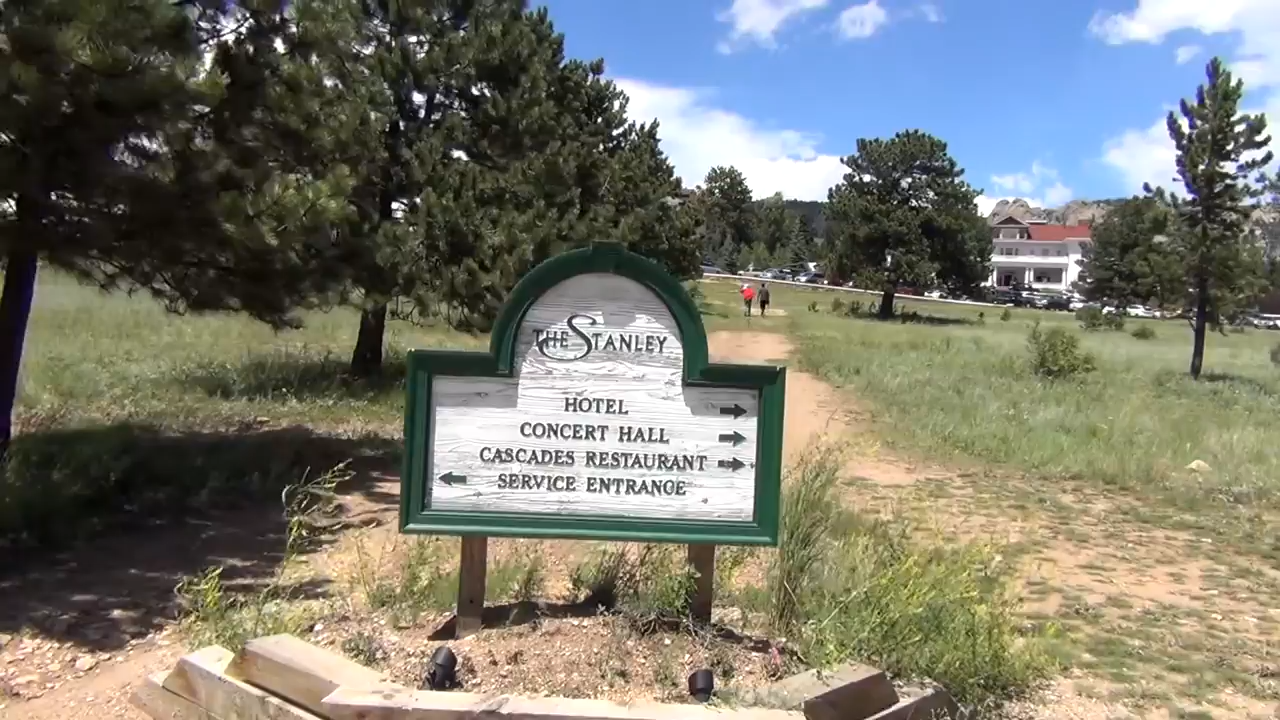 THE STANLEY
HOTEL
CONCERT HALL
CASCADES RESTAURANT
SERVICE ENTRANCE